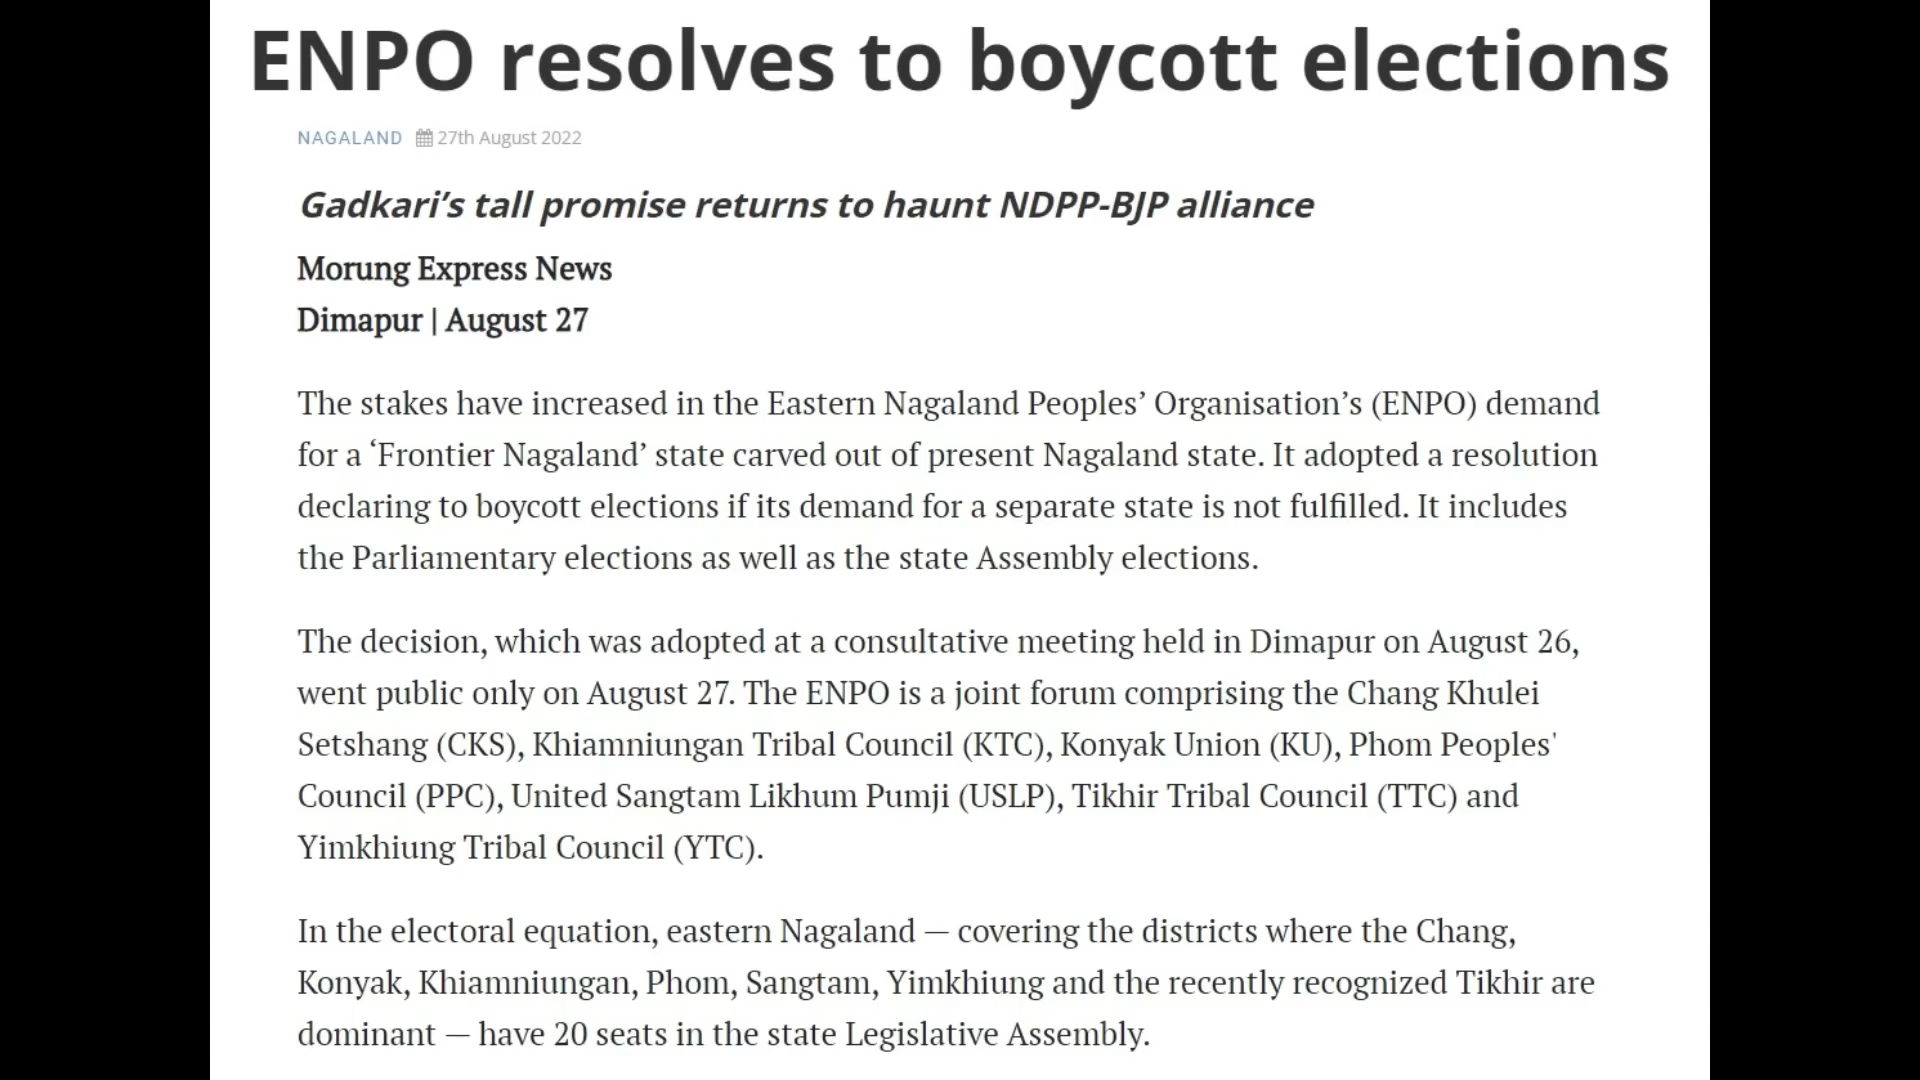 ENPO resolves to boycott elections
NAGALAND 27th August 2022
Gadkari’s tall promise returns to haunt NDPP-BJP alliance
Morung Express News
Dimapur | August 27
The stakes have increased in the Eastern Nagaland Peoples’ Organisation’s (ENPO) demand
for a ‘Frontier Nagaland’ state carved out of present Nagaland state. It adopted a resolution
declaring to boycott elections if its demand for a separate state is not fulfilled. It includes
the Parliamentary elections as well as the state Assembly elections.
The decision, which was adopted at a consultative meeting held in Dimapur on August 26,
went public only on August 27. The ENPO is a joint forum comprising the Chang Khulei
Setshang (CKS), Khiamniungan Tribal Council (KTC), Konyak Union (KU), Phom Peoples'
Council (PPC), United Sangtam Likhum Pumji (USLP), Tikhir Tribal Council (TTC) and
Yimkhiung Tribal Council (YTC).
In the electoral equation, eastern Nagaland — covering the districts where the Chang,
Konyak, Khiamniungan, Phom, Sangtam, Yimkhiung and the recently recognized Tikhir are
dominant — have 20 seats in the state Legislative Assembly.